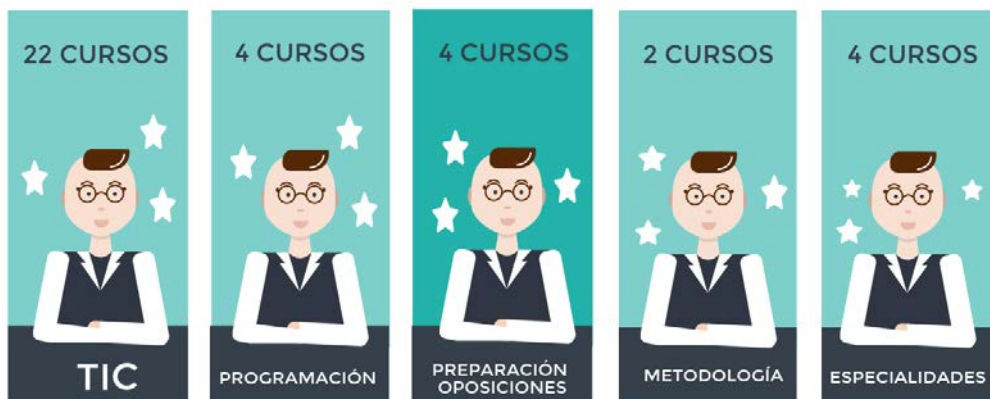 22 CURSOS
TIC
4 CURSOS
PROGRAMACIÓN
4 CURSOS
PREPARACIÓN
OPOSICIONES
2 CURSOS
METODOLOGÍA
4 CURSOS
ESPECIALIDADES